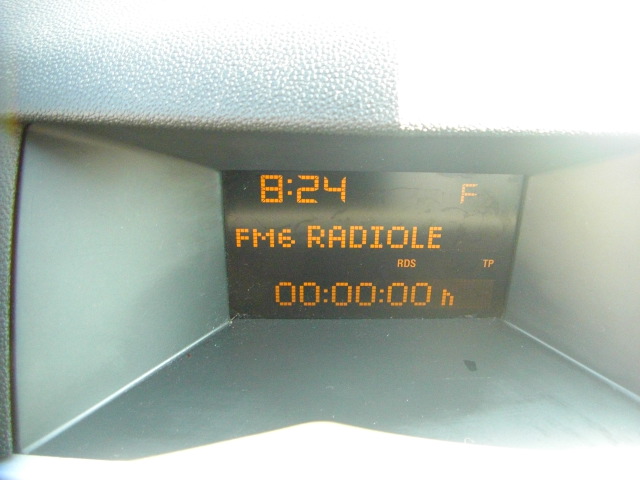 8:24 F
FM6 RADIOLE
RDS TP
00:00:00 h